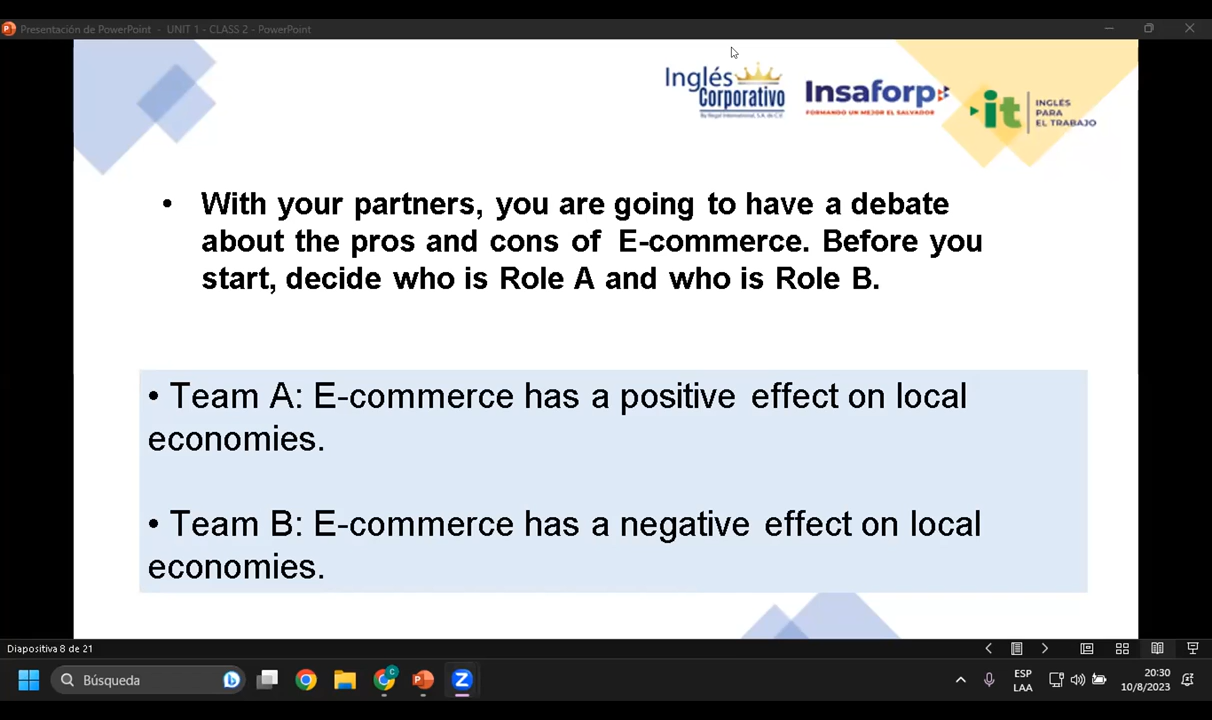 Presentación de PowerPoint - UNIT 1 - CLASS 2 - PowerPoint
Inglés
Corporativo
By Regal International, S.A. de C.V.
Insaforp
FORMANDO UN MEJOR EL SALVADOR
it
INGLÉS
PARA
EL TRABAJO
• With your partners, you are going to have a debate
about the pros and cons of E-commerce. Before you
start, decide who is Role A and who is Role B.
• Team A: E-commerce has a positive effect on local
economies.
• Team B: E-commerce has a negative effect on local
economies.
Diapositiva 8 de 21
Búsqueda
ESP
LAA
20:30
10/8/2023